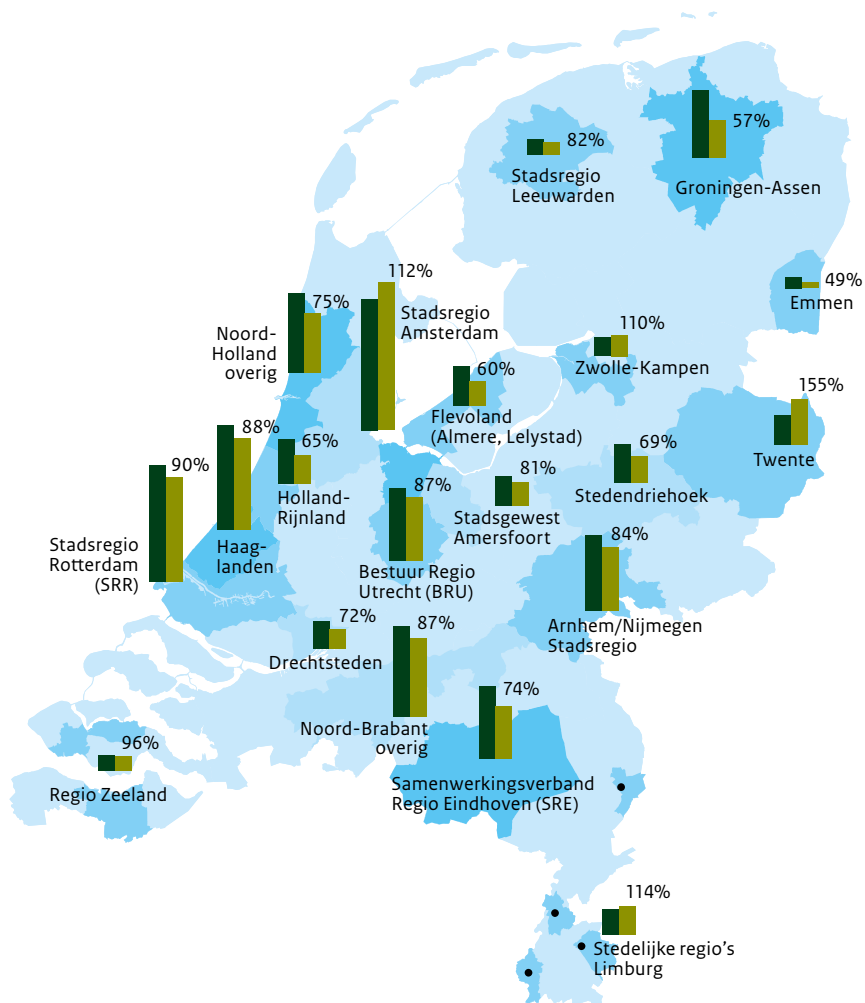 82%
Stadsregio
Leeuwarden
57%
Groningen-Assen
49%
Emmen
75%
Noord-
Holland
overig
112%
Stadsregio
Amsterdam
110%
Zwolle-Kampen
60%
Flevoland
(Almere, Lelystad)
155%
Twente
88%
Haag-
landen
65%
Holland-
Rijnland
90%
Stadsregio
Rotterdam
(SRR)
87%
Bestuur Regio
Utrecht (BRU)
81%
Stadsgewest
Amersfoort
69%
Stedendriehoek
84%
Arnhem/Nijmegen
Stadsregio
72%
Drechtsteden
87%
Noord-Brabant
overig
74%
Samenwerkingsverband
Regio Eindhoven (SRE)
96%
Regio Zeeland
114%
Stedelijke regio's
Limburg